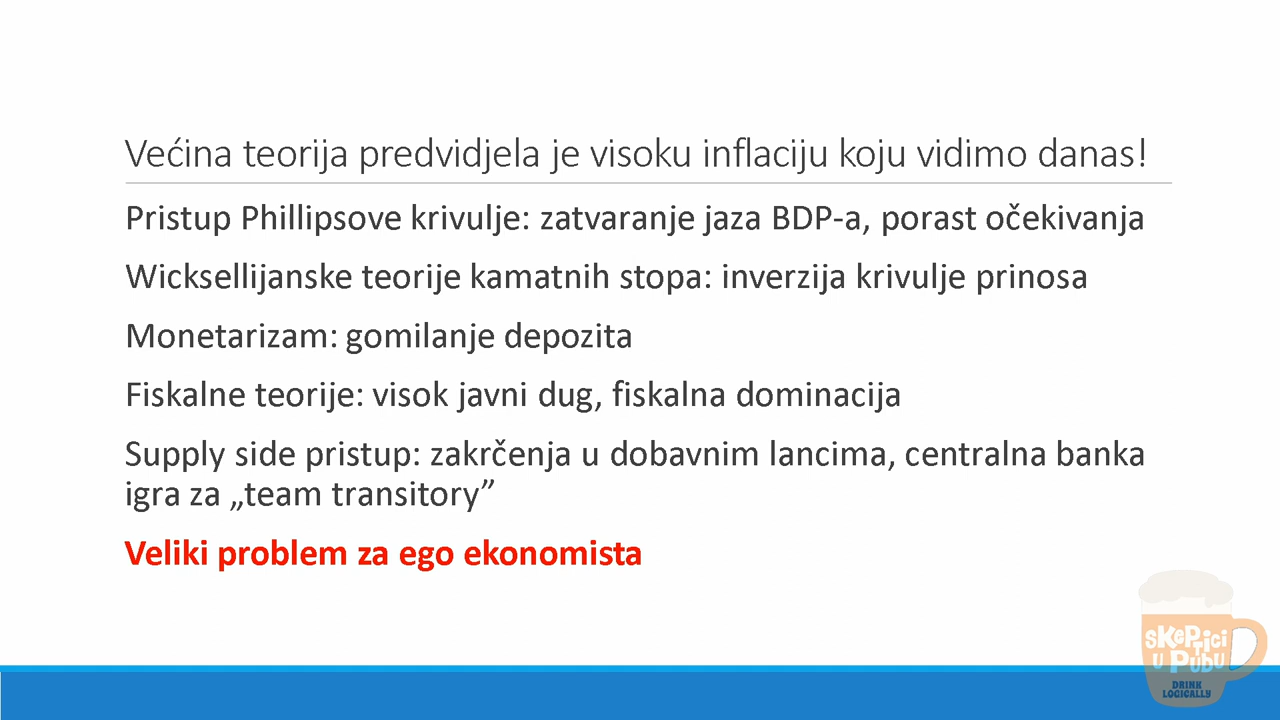 Većina teorija predvidjela je visoku inflaciju koju vidimo danas!
Pristup Phillipsove krivulje: zatvaranje jaza BDP-a, porast očekivanja
Wicksellijanske teorije kamatnih stopa: inverzija krivulje prinosa
Monetarizam: gomilanje depozita
Fiskalne teorije: visok javni dug, fiskalna dominacija
Supply side pristup: zakrčenja u dobavnim lancima, centralna banka
igra za „team transitory”
Veliki problem za ego ekonomista
SKePTici
u Pubu
DRINK
LOGICALLY